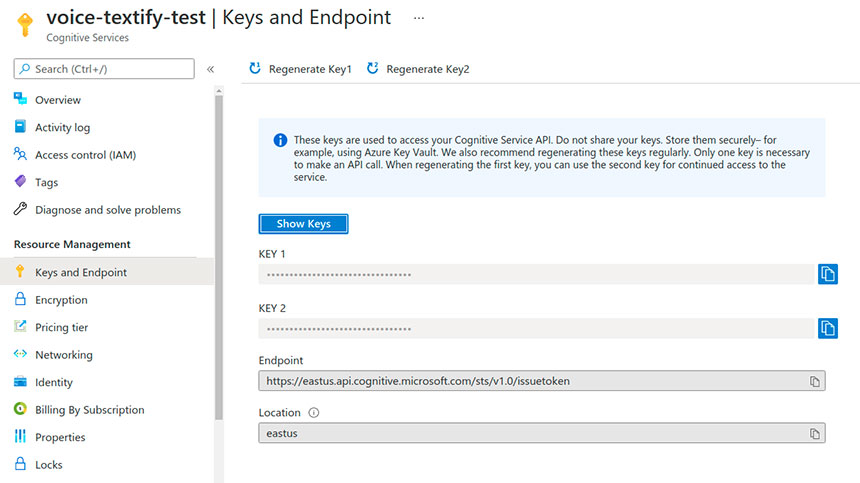 voice-textify-test | Keys and Endpoint ...
Cognitive Services
Search (Ctrl+/)
«
Overview
Activity log
Access control (IAM)
Tags
Diagnose and solve problems
Resource Management
Keys and Endpoint
Encryption
Pricing tier
Networking
Identity
Billing By Subscription
Properties
Locks
Regenerate Key1
Regenerate Key2
These keys are used to access your Cognitive Service API. Do not share your keys. Store them securely– for
example, using Azure Key Vault. We also recommend regenerating these keys regularly. Only one key is necessary
to make an API call. When regenerating the first key, you can use the second key for continued access to the
service.
Show Keys
KEY 1
••••••••••••••••••••••••••••••••
KEY 2
••••••••••••••••••••••••••••••••
Endpoint
https://eastus.api.cognitive.microsoft.com/sts/v1.0/issuetoken
Location
eastus